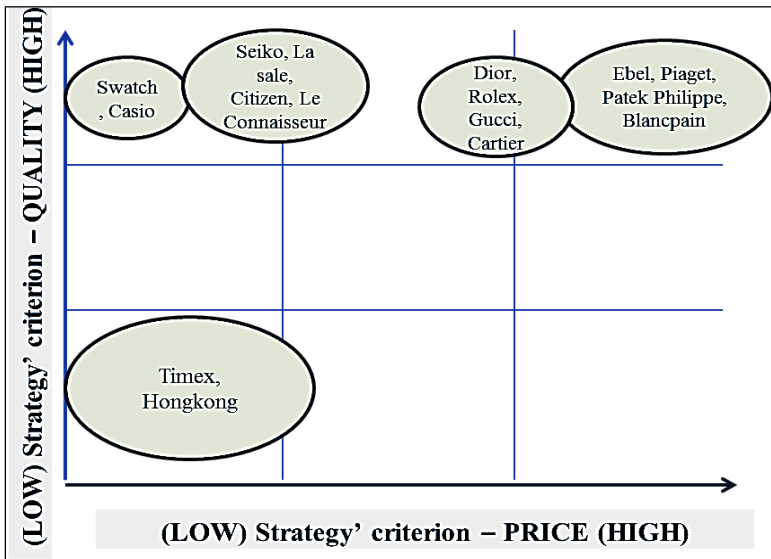 (LOW) Strategy' criterion – QUALITY (HIGH)
Swatch
, Casio
Seiko, La
sale,
Citizen, Le
Connaisseur
Dior,
Rolex,
Gucci,
Cartier
Ebel, Piaget,
Patek Philippe,
Blancpain
Timex,
Hongkong
(LOW) Strategy' criterion – PRICE (HIGH)